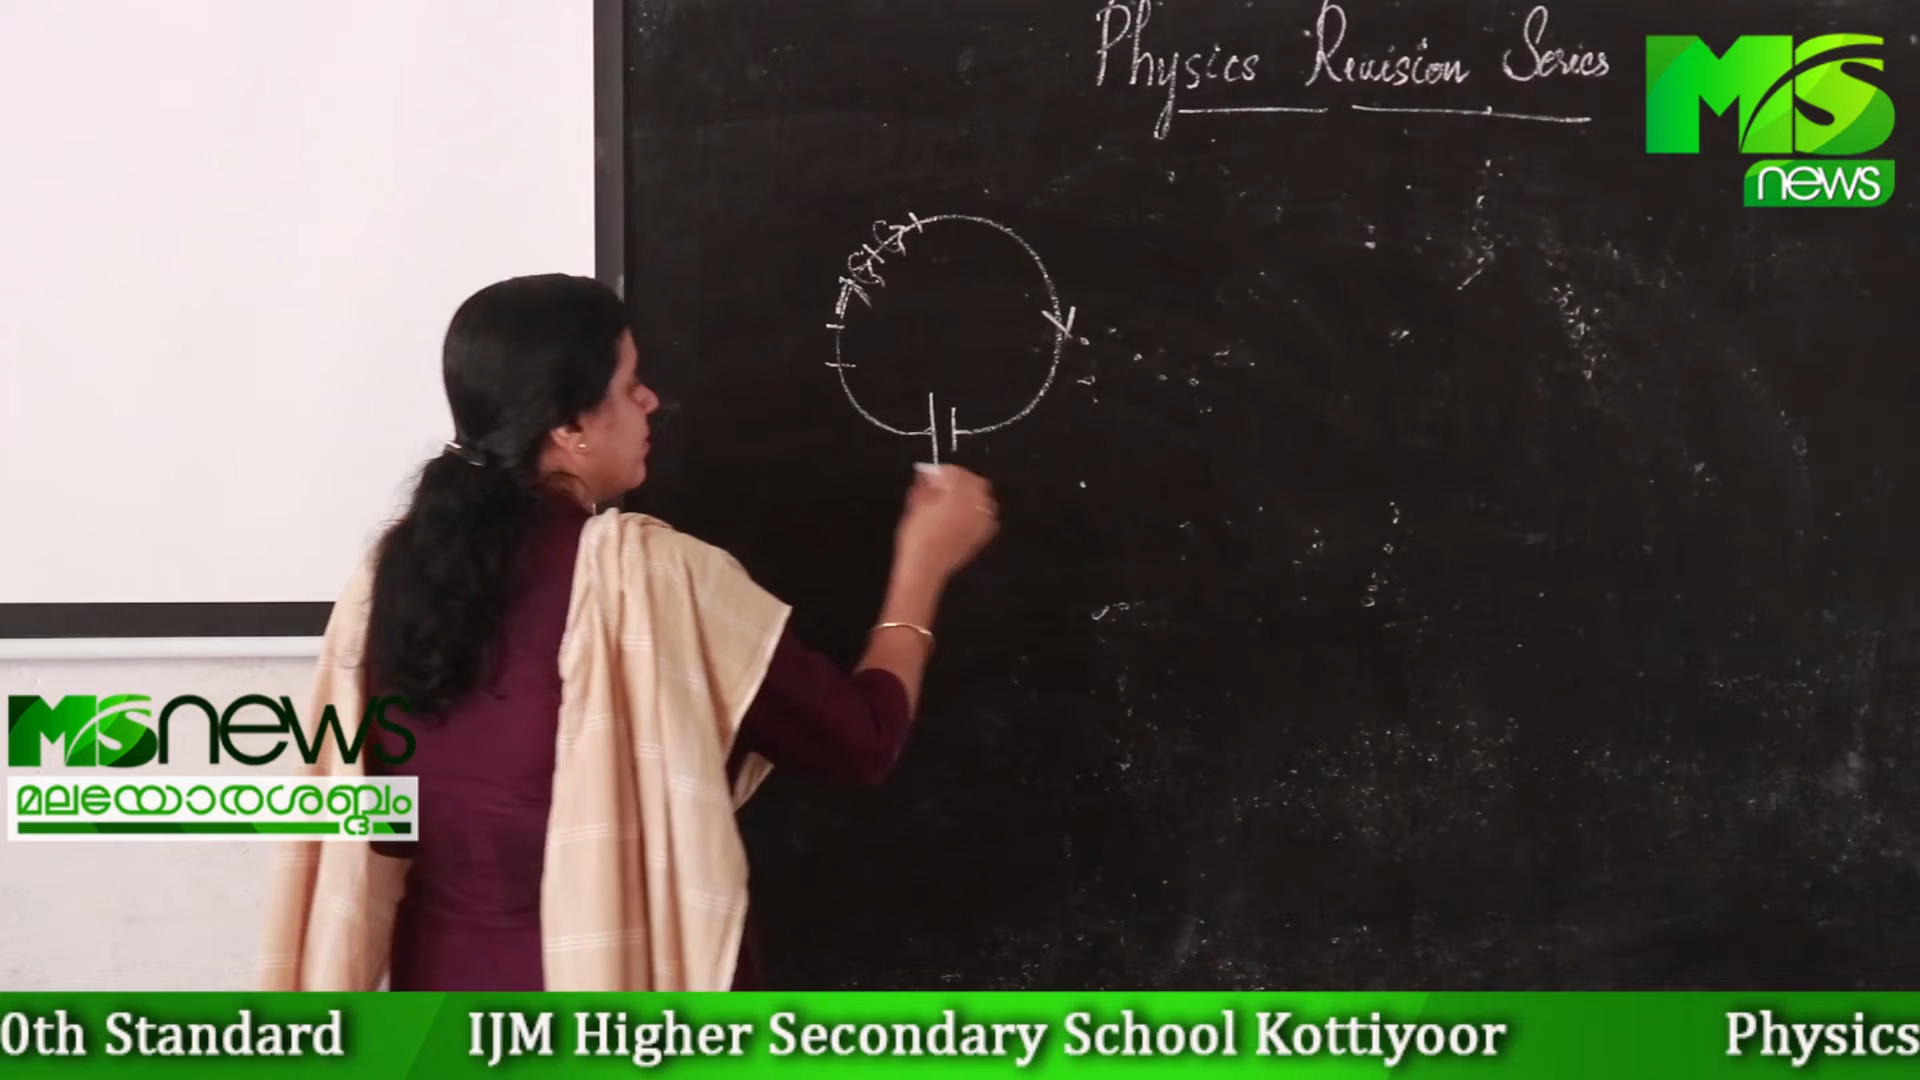 Physics Revision Series
MS
news
MSnews
മലയോരശബ്ദം
0th Standard IJM Higher Secondary School Kottiyoor Physics